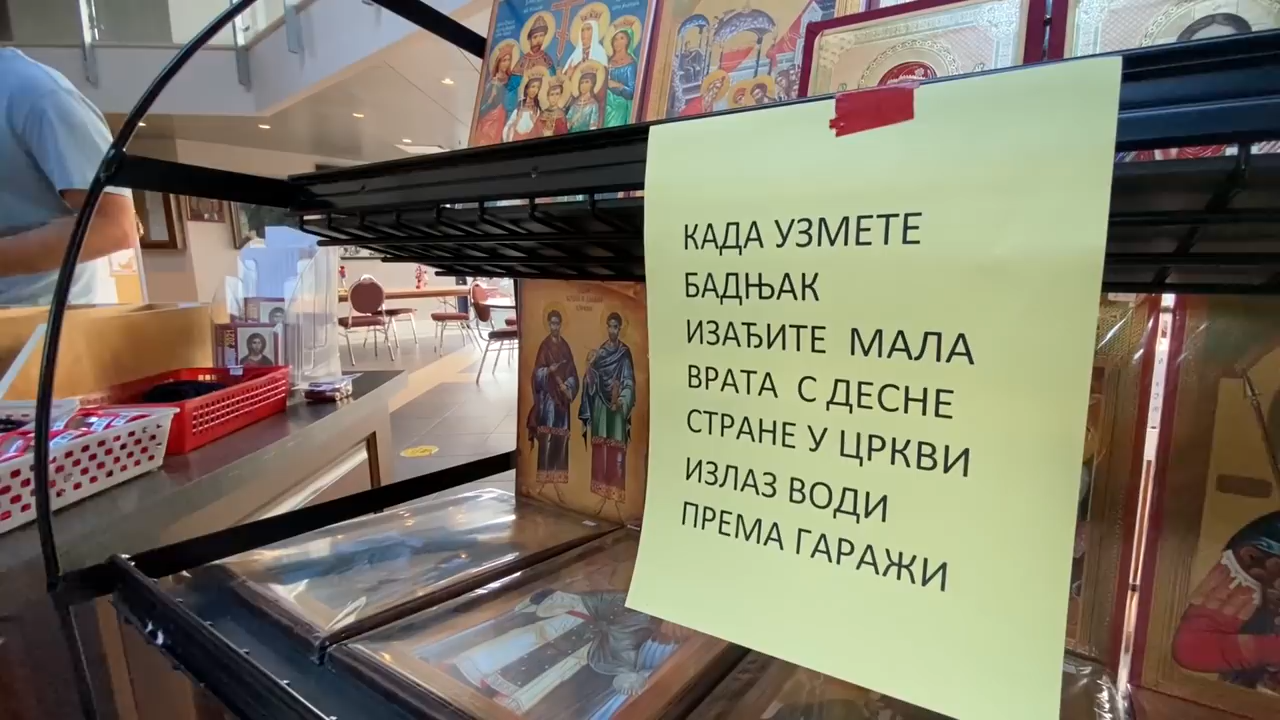 КАДА УЗМЕТЕ
БАДЊАК
ИЗАЂИТЕ МАЛА
ВРАТА С ДЕСНЕ
СТРАНЕ У ЦРКВИ
ИЗЛАЗ ВОДИ
ПРЕМА ГАРАЖИ